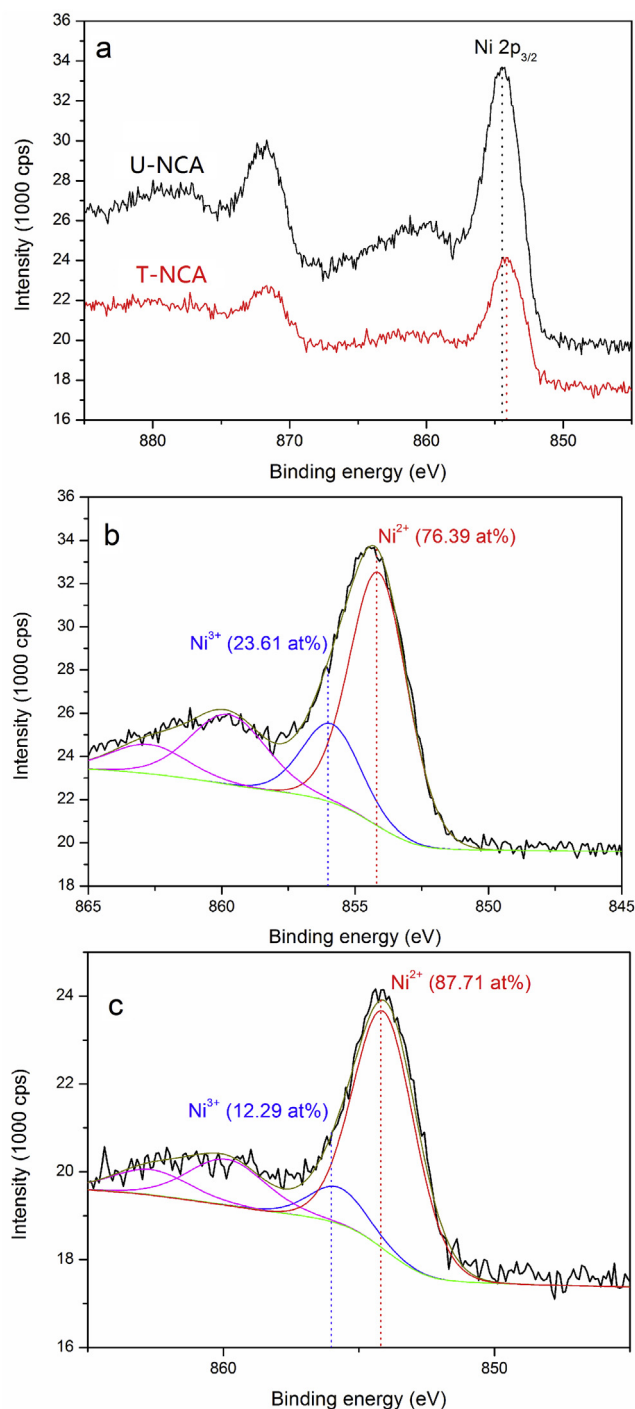 a
Ni 2p3/2
U-NCA
T-NCA
Intensity (1000 cps)
36
34
32
30
28
26
24
22
20
18
16
880
870
860
850
Binding energy (eV)
b
Ni2+ (76.39 at%)
Ni3+ (23.61 at%)
Intensity (1000 cps)
36
34
32
30
28
26
24
22
20
18
865
860
855
850
845
Binding energy (eV)
c
Ni2+ (87.71 at%)
Ni3+ (12.29 at%)
Intensity (1000 cps)
24
22
20
18
16
860
850
Binding energy (eV)